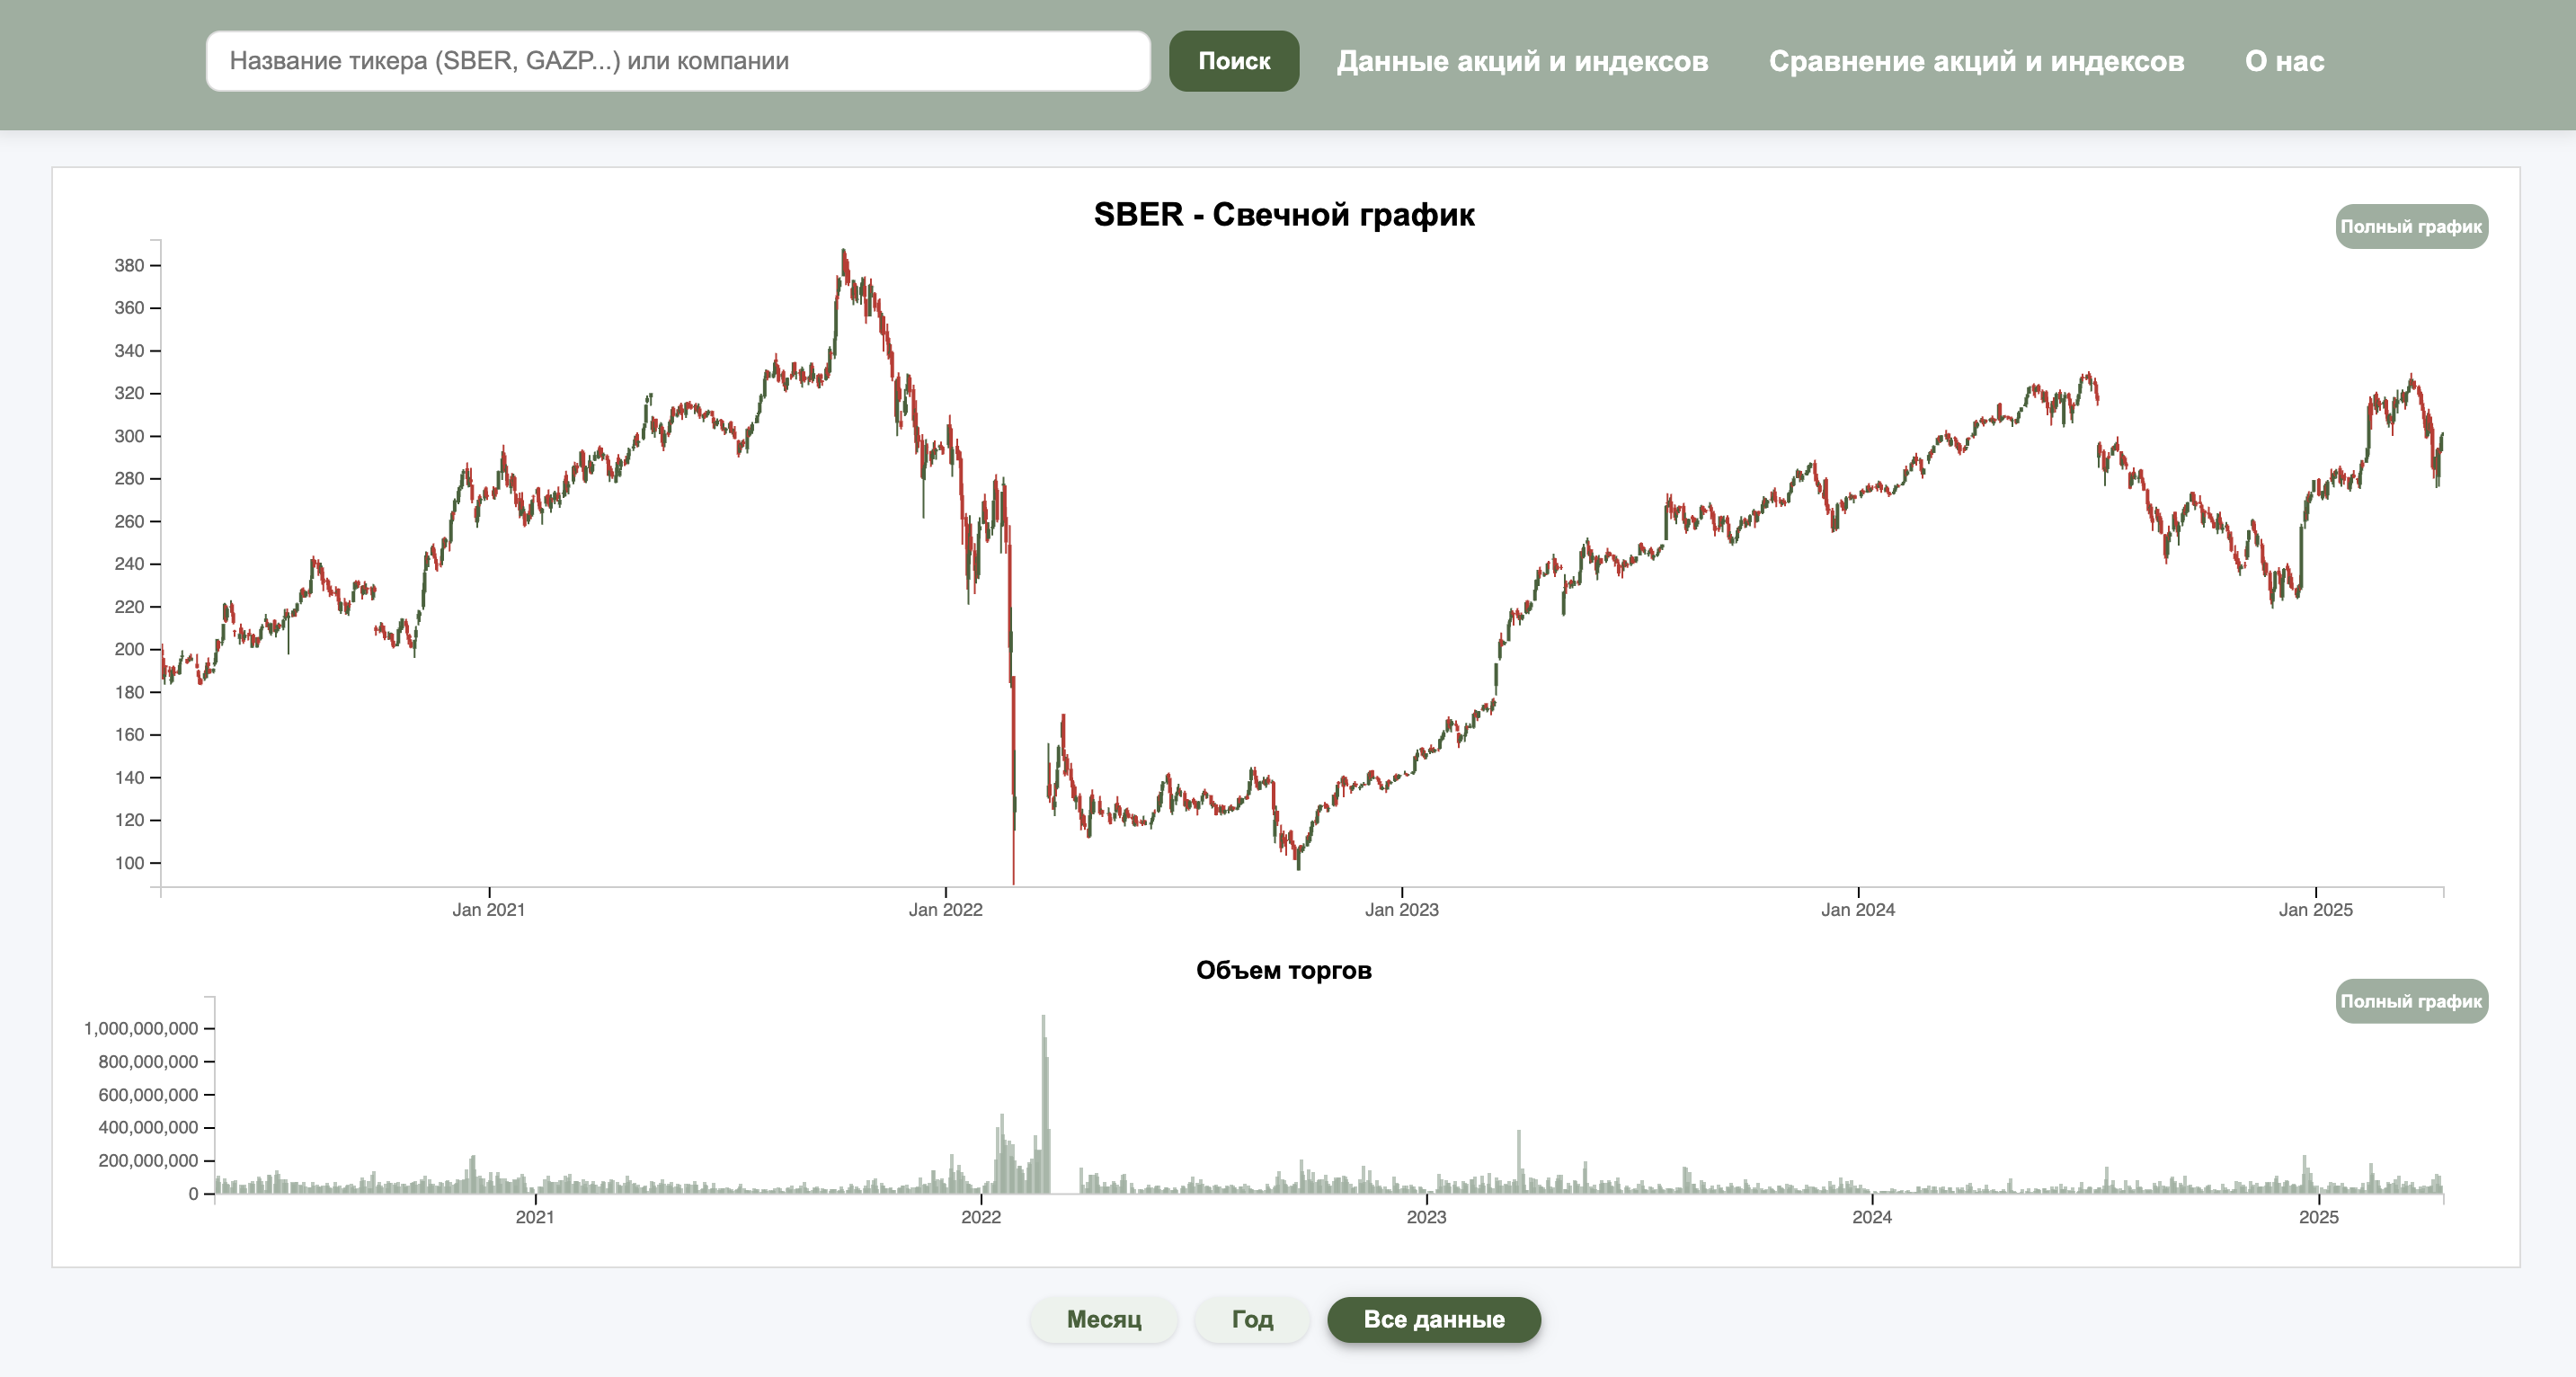 Название тикера (SBER, GAZP...) или компании
Поиск
Данные акций и индексов
Сравнение акций и индексов
О нас
SBER - Свечной график
Полный график
380
360
340
320
300
280
260
240
220
200
180
160
140
120
100
Jan 2021
Jan 2022
Jan 2023
Jan 2024
Jan 2025
Объем торгов
Полный график
1,000,000,000
800,000,000
600,000,000
400,000,000
200,000,000
0
2021
2022
2023
2024
2025
Месяц
Год
Все данные